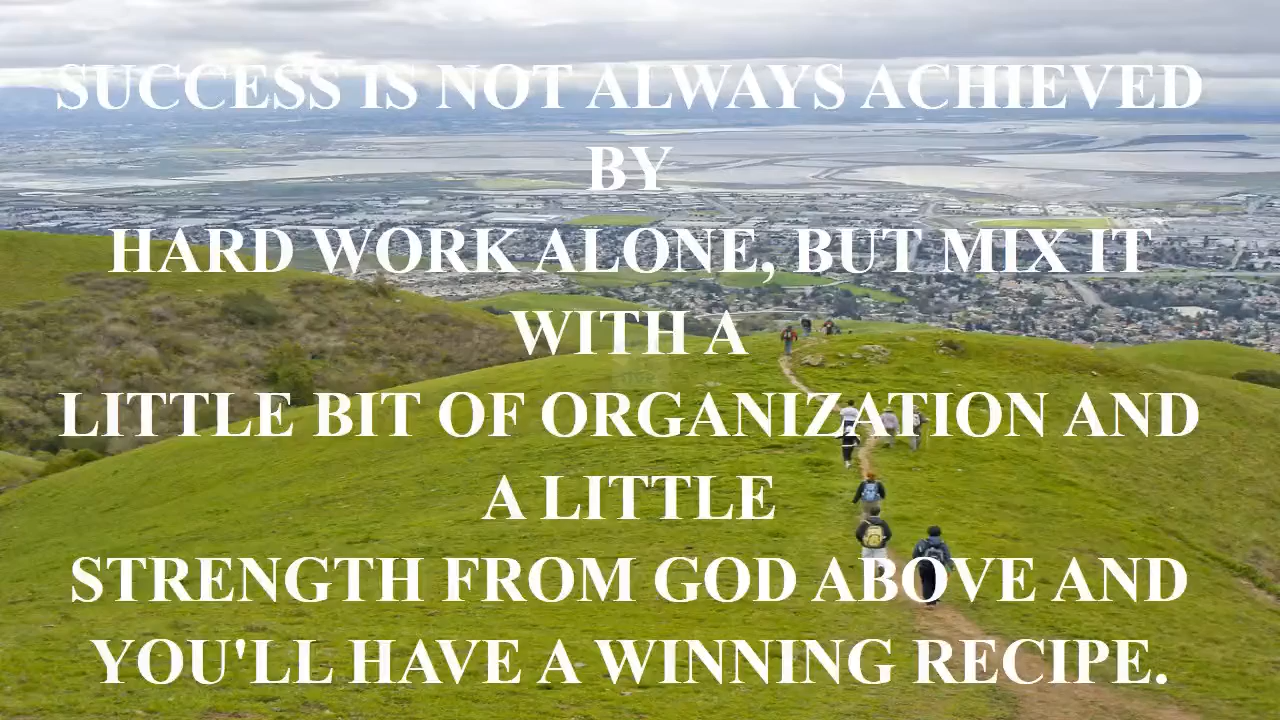 SUCCESS IS NOT ALWAYS ACHIEVED
BY
HARD WORK ALONE, BUT MIX IT
WITH A
LITTLE BIT OF ORGANIZATION AND
A LITTLE
STRENGTH FROM GOD ABOVE AND
YOU'LL HAVE A WINNING RECIPE.